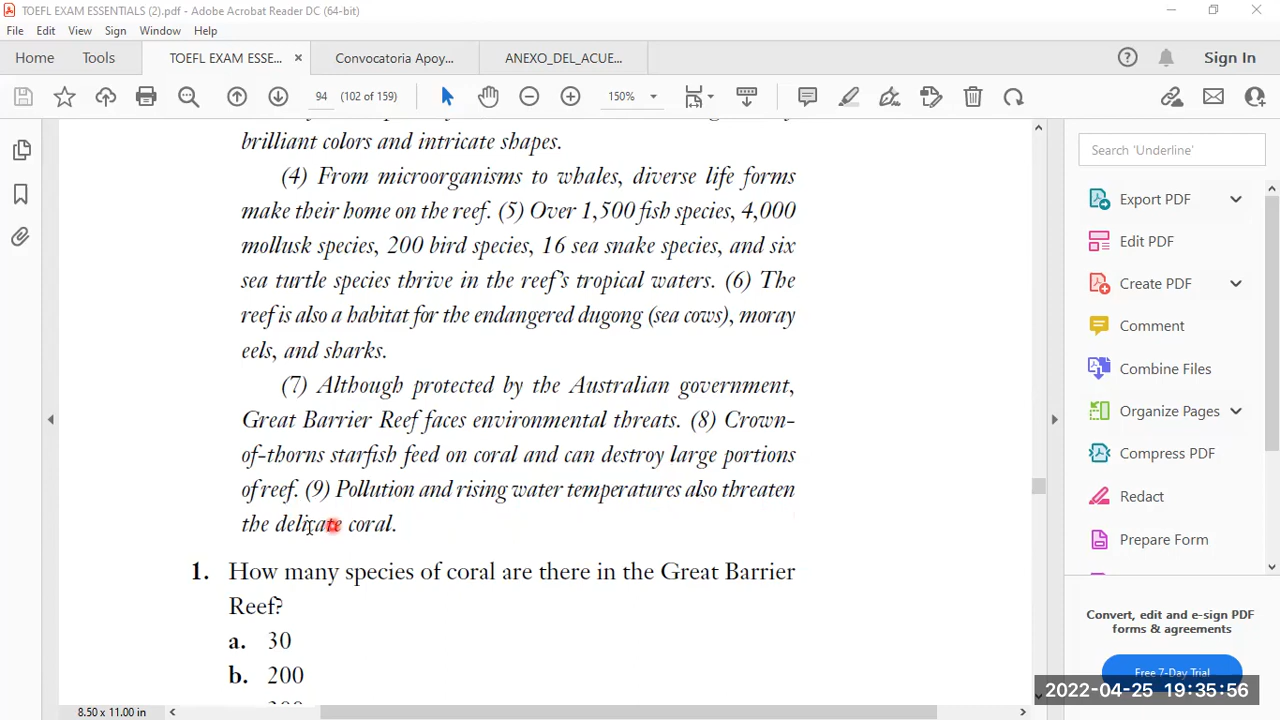 TOEFL EXAM ESSENTIALS (2).pdf - Adobe Acrobat Reader DC (64-bit)
File Edit View Sign Window Help
Home Tools TOEFL EXAM ESSE... Convocatoria Apoy... ANEXO_DEL_ACUE... Sign In
94 (102 of 159) 150%
brilliant colors and intricate shapes.
(4) From microorganisms to whales, diverse life forms
make their home on the reef. (5) Over 1,500 fish species, 4,000
mollusk species, 200 bird species, 16 sea snake species, and six
sea turtle species thrive in the reef's tropical waters. (6) The
reef is also a habitat for the endangered dugong (sea cows), moray
eels, and sharks.
(7) Although protected by the Australian government,
Great Barrier Reef faces environmental threats. (8) Crown-
of-thorns starfish feed on coral and can destroy large portions
of reef. (9) Pollution and rising water temperatures also threaten
the delicate coral.
1. How many species of coral are there in the Great Barrier
Reef?
a. 30
b. 200
8.50 x 11.00 in
Search 'Underline'
Export PDF
Edit PDF
Create PDF
Comment
Combine Files
Organize Pages
Compress PDF
Redact
Prepare Form
Convert, edit and e-sign PDF
forms & agreements
Free 7-Day Trial
2022-04-25 19:35:56